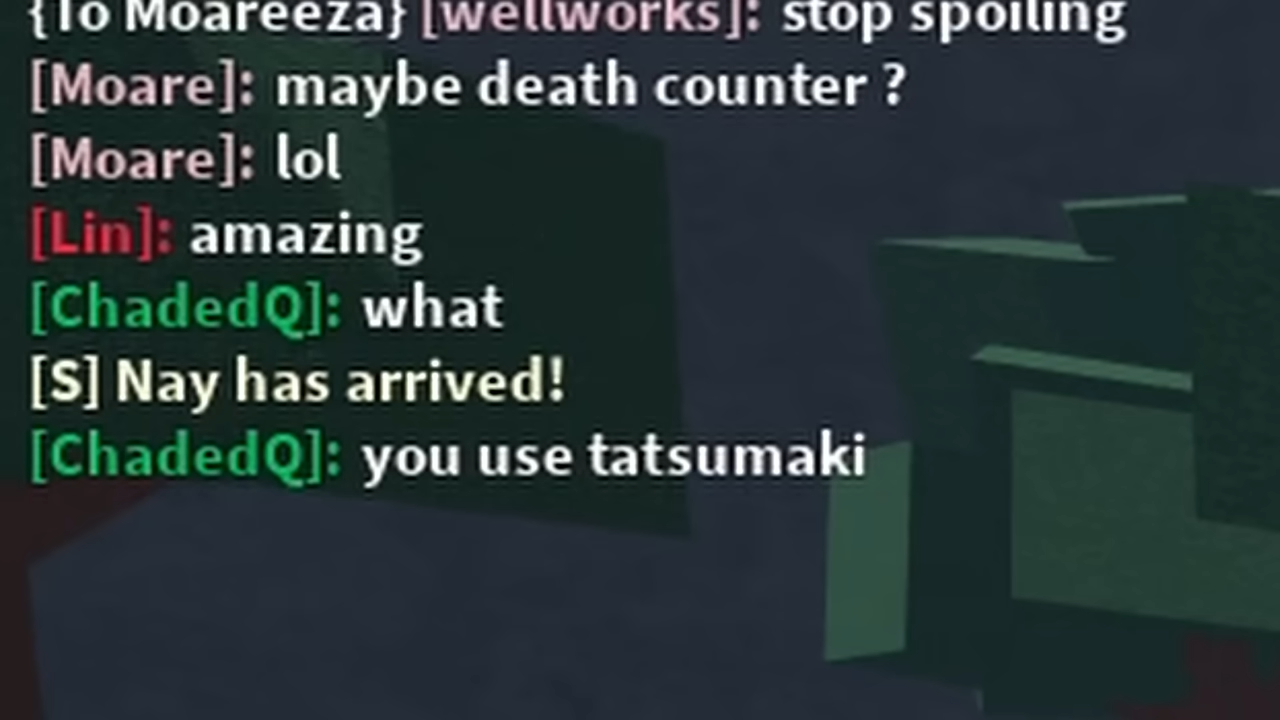 {To Moareeza} [wellworks]: stop spoiling
[Moare]: maybe death counter ?
[Moare]: lol
[Lin]: amazing
[ChadedQ]: what
[S] Nay has arrived!
[ChadedQ]: you use tatsumaki